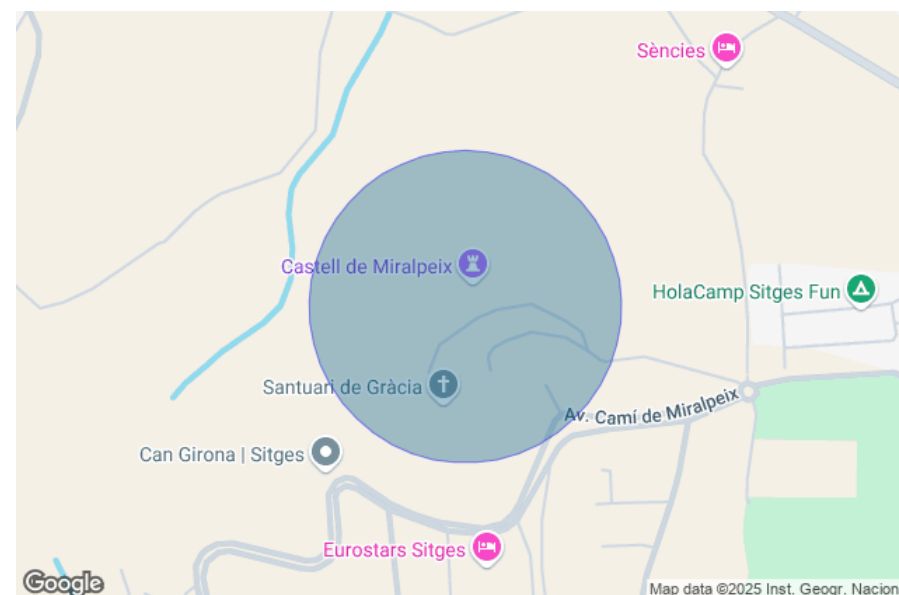 Sències
Castell de Miralpeix
HolaCamp Sitges Fun
Santuari de Gràcia
Av. Camí de Miralpeix
Can Girona | Sitges
Eurostars Sitges
Google
Map data ©2025 Inst. Geogr. Nacion